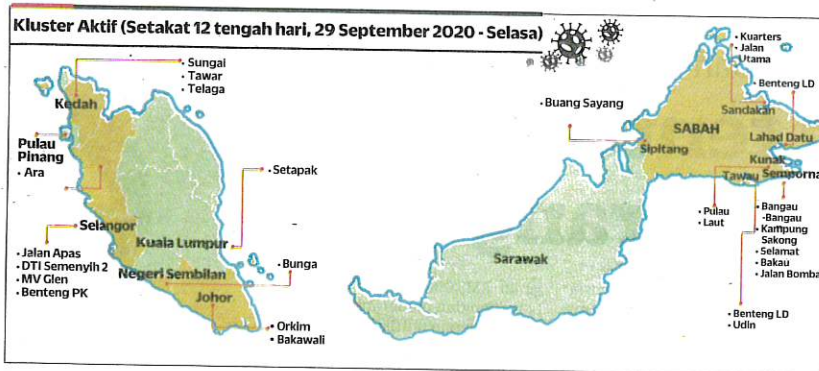 Kluster Aktif (Setakat 12 tengah hari, 29 September 2020 - Selasa)
• Sungai
• Tawar
• Telaga
Kedah
Pulau
Pinang
• Ara
Selangor
• Jalan Apas
• DTI Semenyih 2
• MV Glen
• Benteng PK
Kuala Lumpur
• Setapak
Negeri Sembilan
• Bunga
Johor
• Orkim
• Bakawali
• Buang Sayang
Sarawak
• Kuarters
• Jalan
Utama
• Benteng LD
Sandakan
SABAH
Lahad Datu
Sipitang
Kunak
Tawau
Semporna
• Pulau
• Laut
• Bangau
-Bangau
• Kampung
Sakong
• Selamat
• Bakau
• Jalan Bomba
• Benteng LD
• Udin